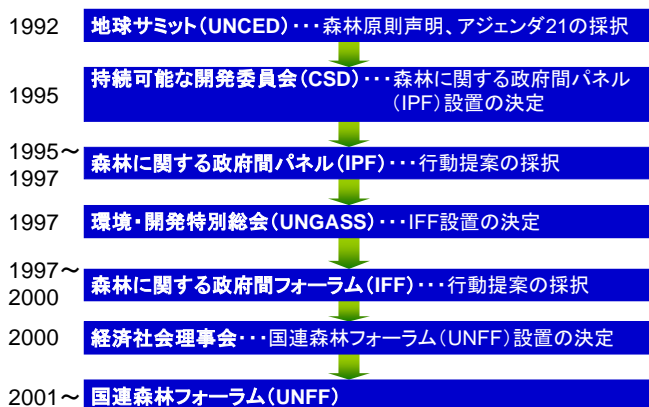 1992 地球サミット(UNCED)・・・森林原則声明、アジェンダ21の採択
1995 持続可能な開発委員会(CSD)・・・森林に関する政府間パネル
(IPF)設置の決定
1995~
1997
森林に関する政府間パネル(IPF)・・・行動提案の採択
1997 環境・開発特別総会(UNGASS)・・・IFF設置の決定
1997~
2000
森林に関する政府間フォーラム(IFF)・・・行動提案の採択
2000 経済社会理事会・・・国連森林フォーラム(UNFF)設置の決定
2001~ 国連森林フォーラム(UNFF)